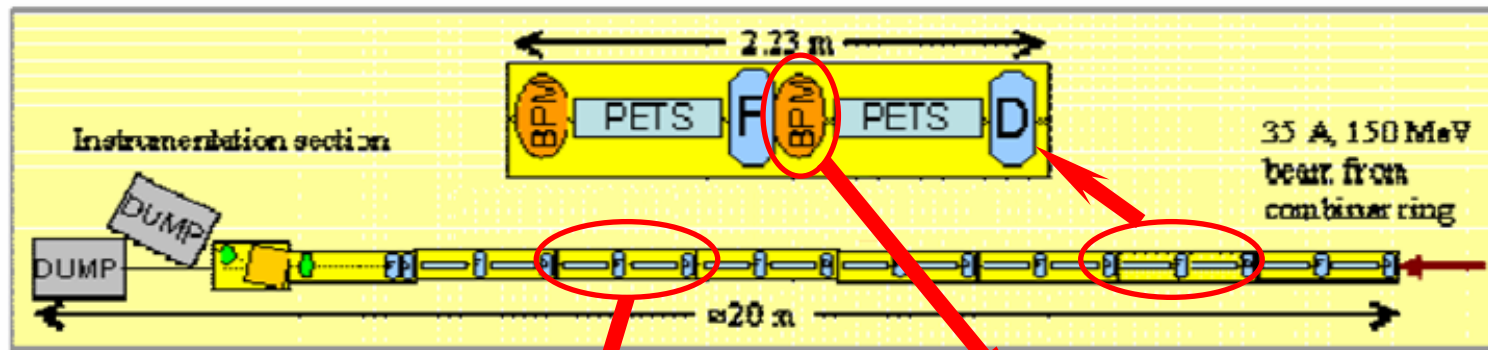 2.23 m
BPM PETS F BPM PETS D
Instrumentation section
35 A, 150 MeV
beam from
combiner ring
DUMP
DUMP
≈20 m